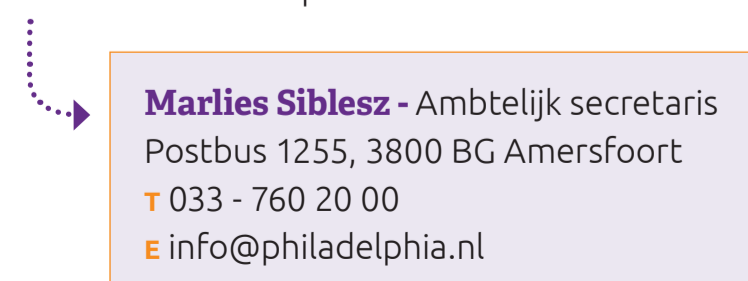 Marlies Siblesz - Ambtelijk secretaris
Postbus 1255, 3800 BG Amersfoort
T 033 - 760 20 00
E info@philadelphia.nl